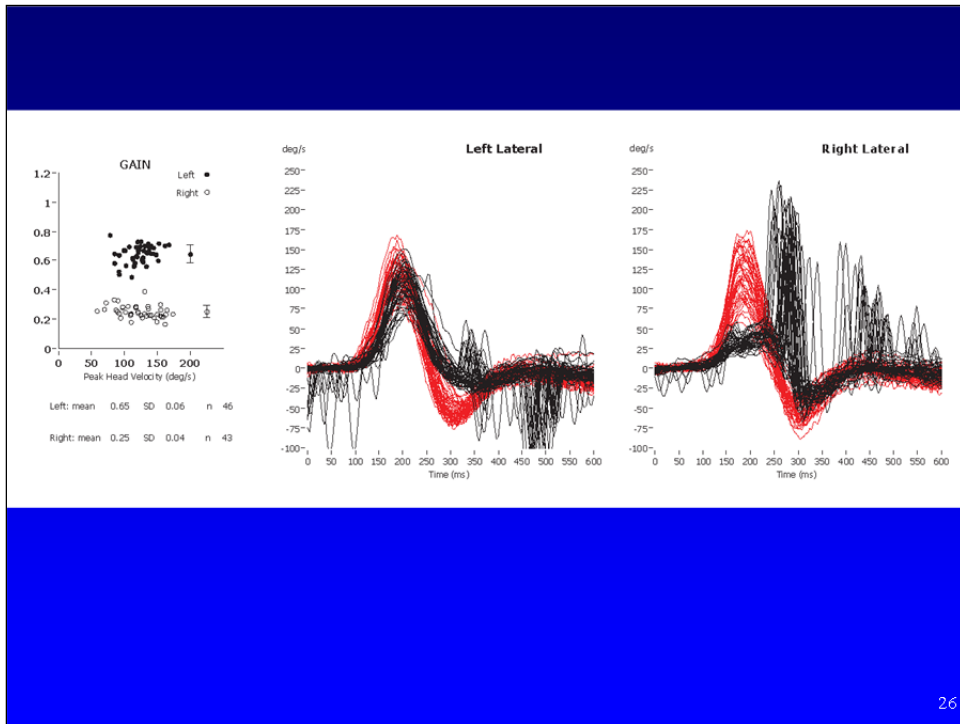 GAIN
Left ●
Right ○
1.2
1
0.8
0.6
0.4
0.2
0
0 50 100 150 200
Peak Head Velocity (deg/s)
Left: mean 0.65 SD 0.06 n 46
Right: mean 0.25 SD 0.04 n 43
deg/s
Left Lateral
250
225
200
175
150
125
100
75
50
25
0
-25
-50
-75
-100
0 50 100 150 200 250 300 350 400 450 500 550 600
Time (ms)
deg/s
Right Lateral
250
225
200
175
150
125
100
75
50
25
0
-25
-50
-75
-100
0 50 100 150 200 250 300 350 400 450 500 550 600
Time (ms)
26